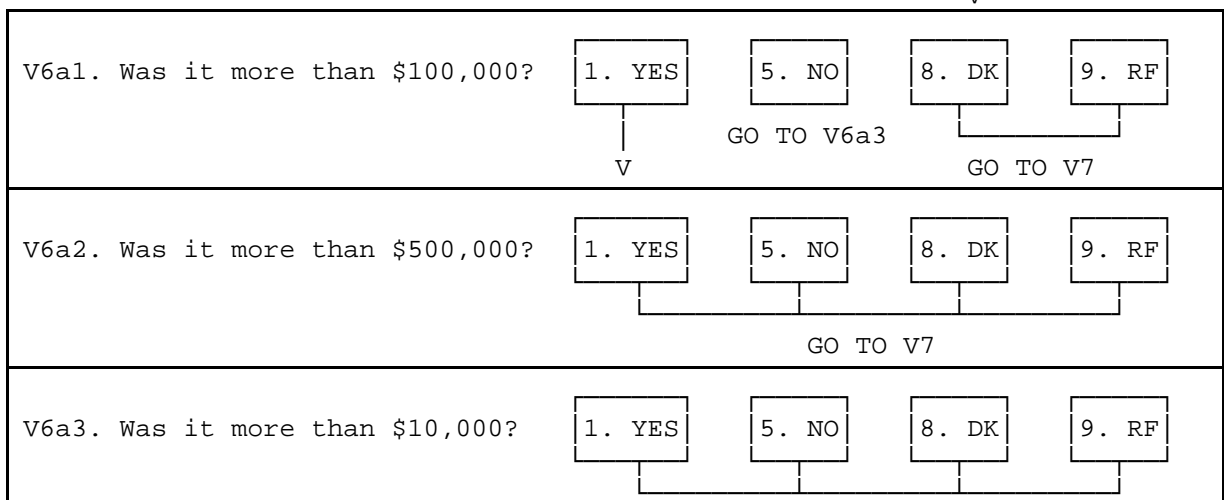 V
V6a1. Was it more than $100,000? 1. YES 5. NO 8. DK 9. RF
GO TO V6a3
V GO TO V7
V6a2. Was it more than $500,000? 1. YES 5. NO 8. DK 9. RF
GO TO V7
V6a3. Was it more than $10,000? 1. YES 5. NO 8. DK 9. RF